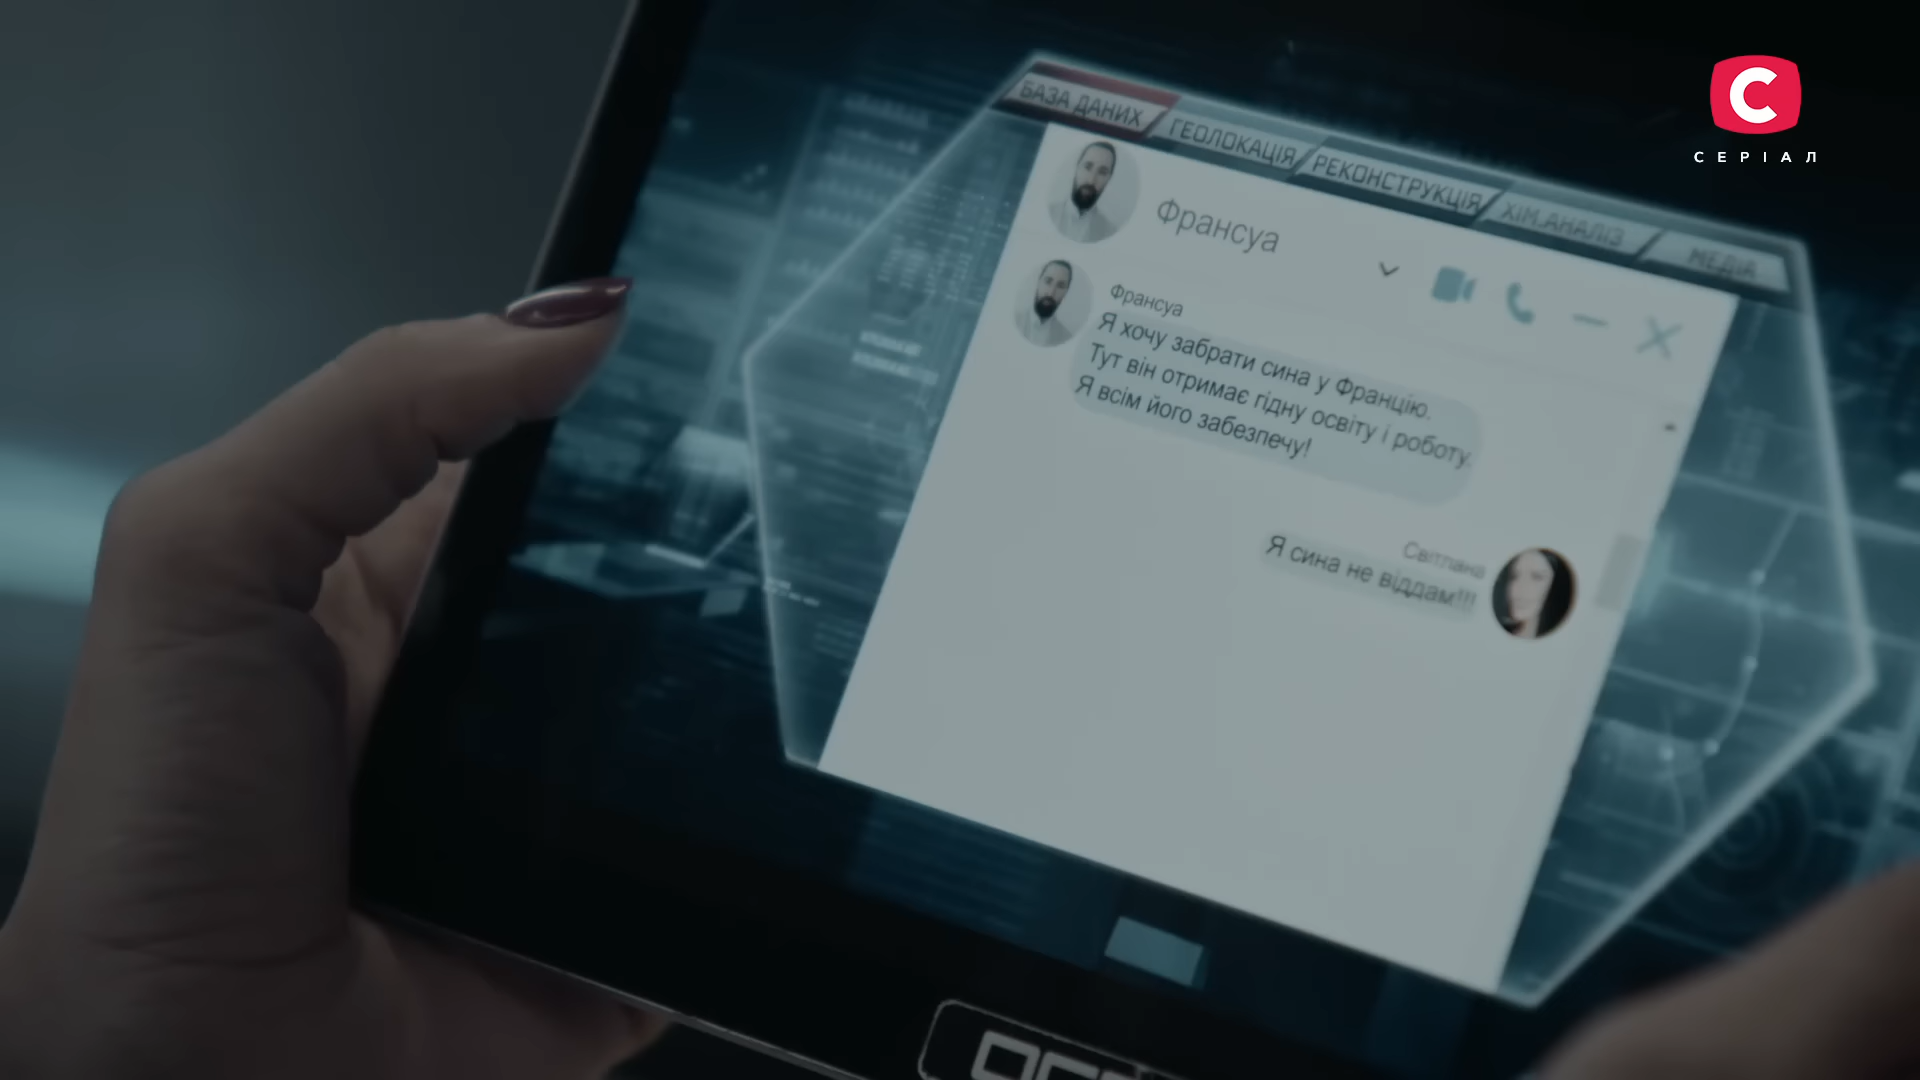 С
СЕРІАЛ
БАЗА ДАНИХ
ГЕОЛОКАЦІЯ
РЕКОНСТРУКЦІЯ
ХІМ.АНАЛІЗ
МЕДІА
Франсуа
Франсуа
Я хочу забрати сина у Францію.
Тут він отримає гідну освіту і роботу.
Я всім його забезпечу!
Світлана
Я сина не віддам!!!